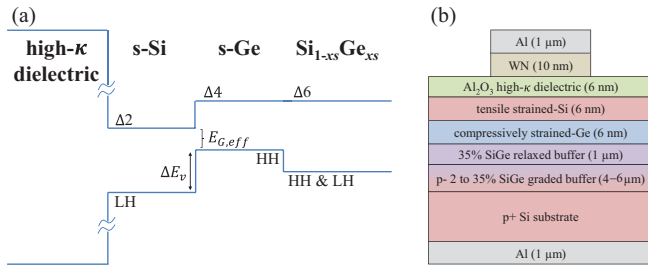 (a)
high-κ
dielectric
s-Si
s-Ge
Si1-xsGexs
Δ2
Δ4
Δ6
EG,eff
ΔEv
HH
HH & LH
LH
(b)
Al (1 µm)
WN (10 nm)
Al2O3 high-κ dielectric (6 nm)
tensile strained-Si (6 nm)
compressively strained-Ge (6 nm)
35% SiGe relaxed buffer (1 µm)
p- 2 to 35% SiGe graded buffer (4–6 µm)
p+ Si substrate
Al (1 µm)